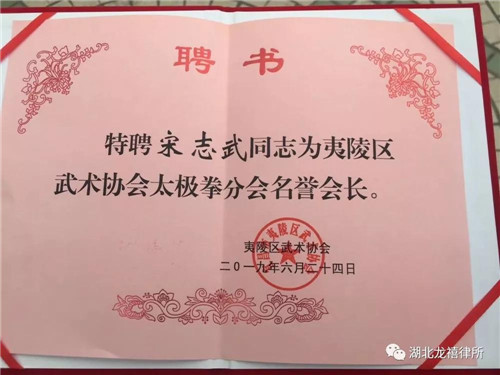 聘书
特聘宋志武同志为夷陵区
武术协会太极拳分会名誉会长。
夷陵区武术协会
二〇一九年六月二十四日
湖北龙禧律所